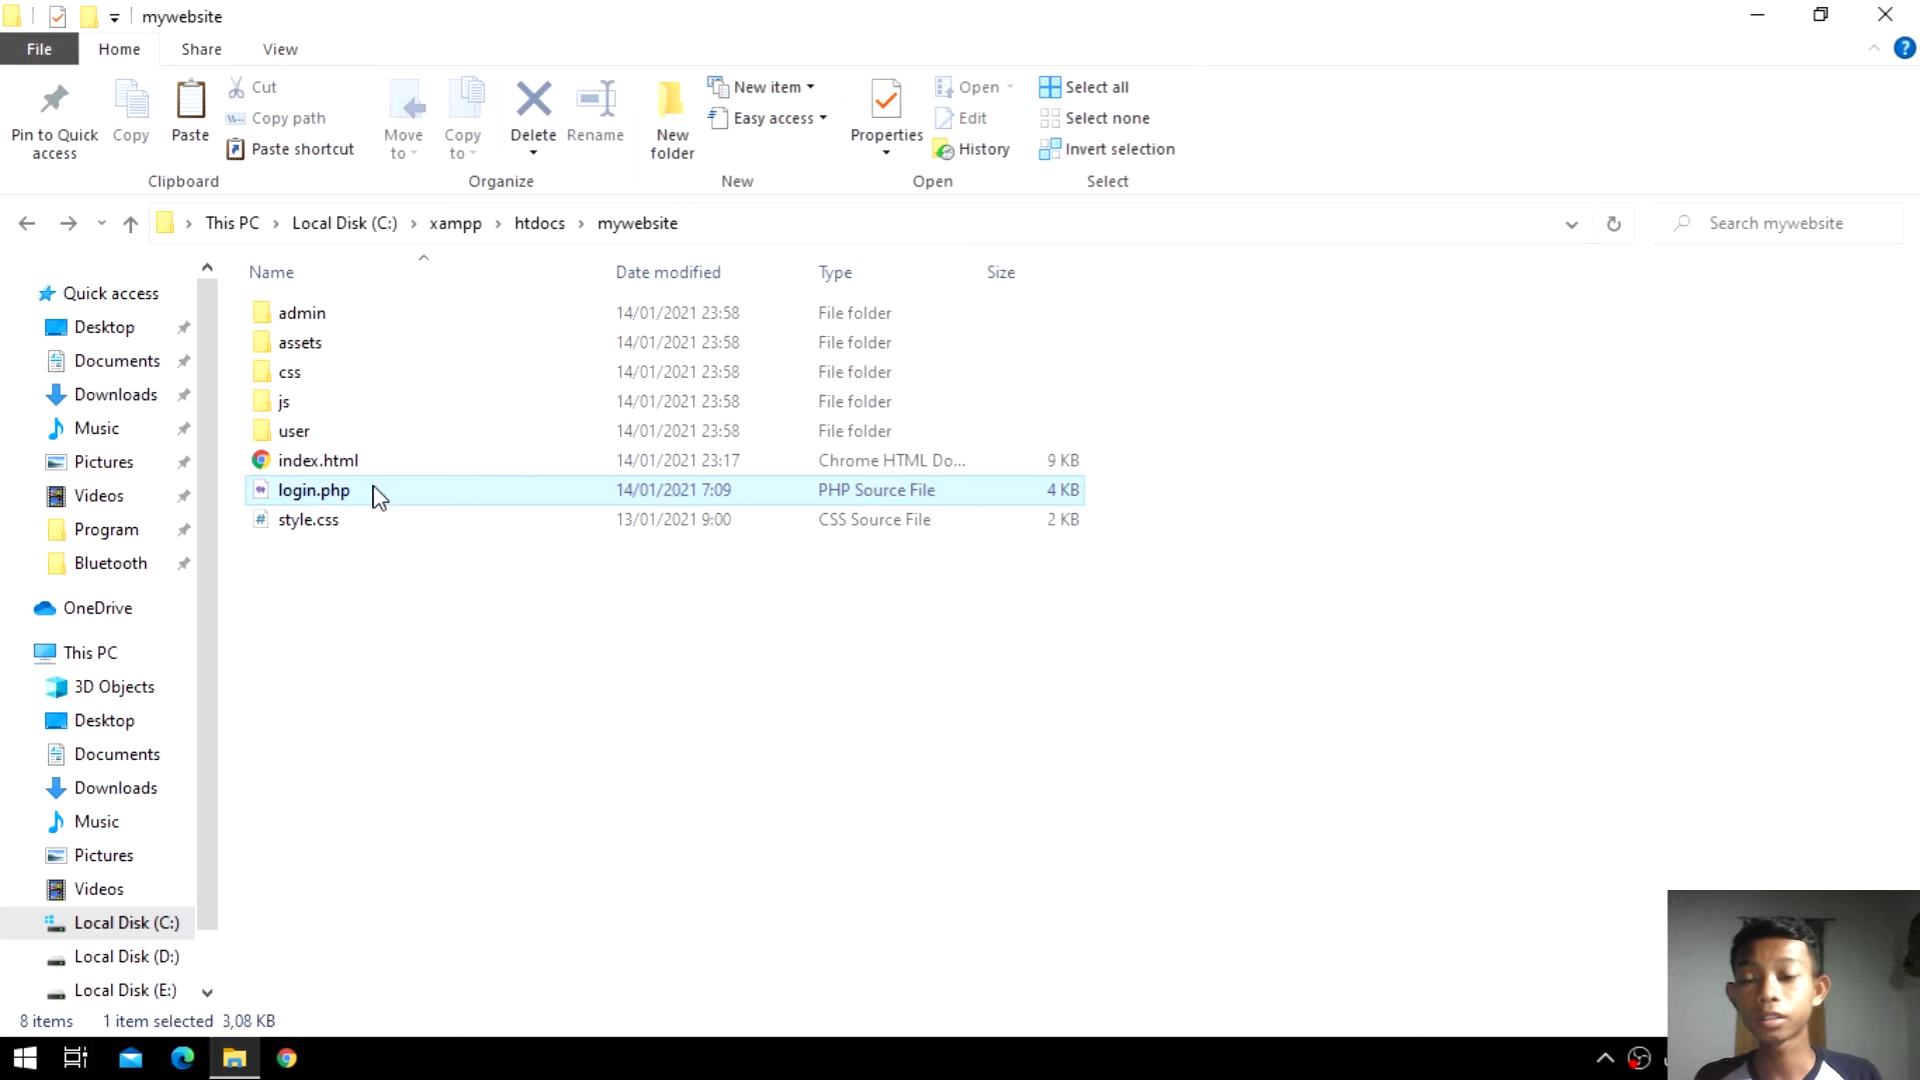 mywebsite
File Home Share View
Pin to Quick access
Copy
Paste
Cut
Copy path
Paste shortcut
Clipboard
Move to
Copy to
Delete
Rename
Organize
New folder
New item
Easy access
New
Properties
Open
Edit
History
Open
Select all
Select none
Invert selection
Select
This PC > Local Disk (C:) > xampp > htdocs > mywebsite
Search mywebsite
Quick access
Desktop
Documents
Downloads
Music
Pictures
Videos
Program
Bluetooth
OneDrive
This PC
3D Objects
Desktop
Documents
Downloads
Music
Pictures
Videos
Local Disk (C:)
Local Disk (D:)
Local Disk (E:)
Name Date modified Type Size
admin 14/01/2021 23:58 File folder
assets 14/01/2021 23:58 File folder
css 14/01/2021 23:58 File folder
js 14/01/2021 23:58 File folder
user 14/01/2021 23:58 File folder
index.html 14/01/2021 23:17 Chrome HTML Do... 9 KB
login.php 14/01/2021 7:09 PHP Source File 4 KB
style.css 13/01/2021 9:00 CSS Source File 2 KB
8 items 1 item selected 3,08 KB